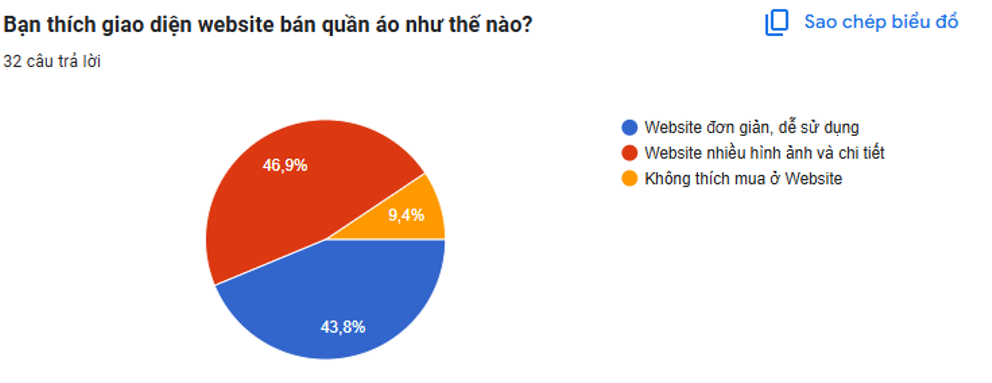 Bạn thích giao diện website bán quần áo như thế nào?
Sao chép biểu đồ
32 câu trả lời
46,9%
9,4%
43,8%
Website đơn giản, dễ sử dụng
Website nhiều hình ảnh và chi tiết
Không thích mua ở Website